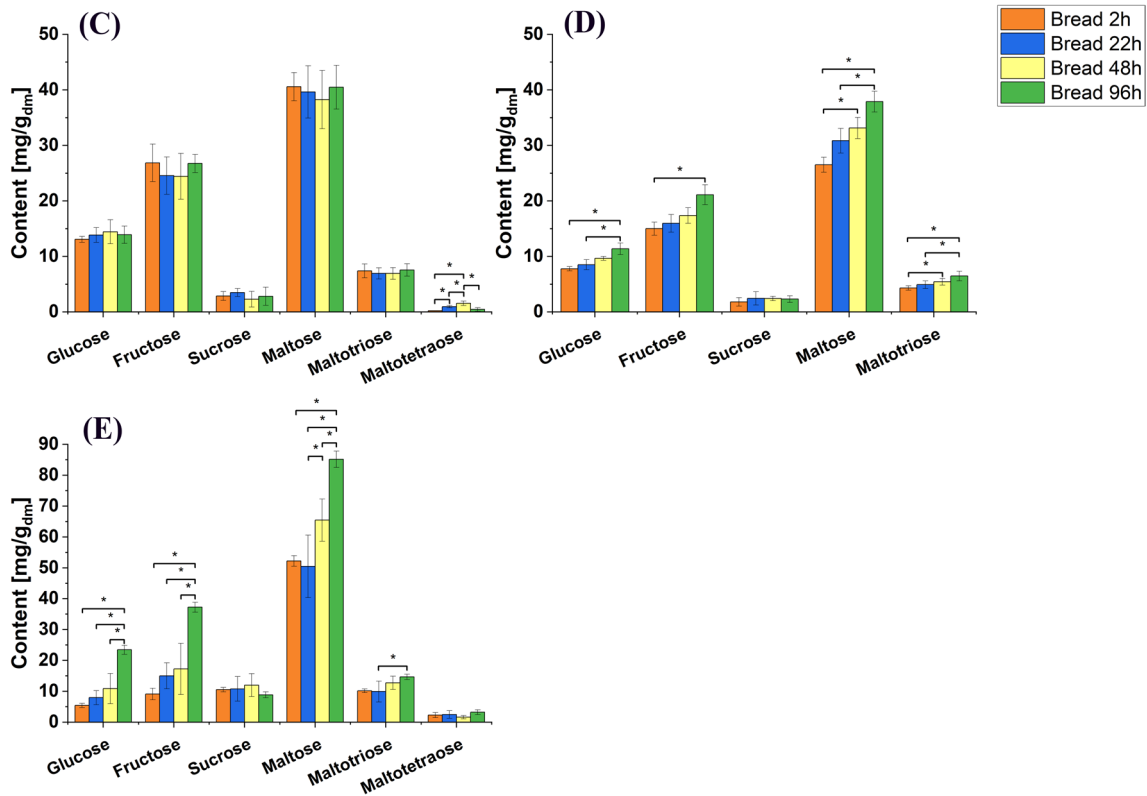 (C)
50
40
30
20
10
0
Content [mg/gdm]
* * * * *
Glucose
Fructose
Sucrose
Maltose
Maltotriose
Maltotetraose
(D)
50
40
30
20
10
0
Content [mg/gdm]
* *
*
* * * *
* * *
Glucose
Fructose
Sucrose
Maltose
Maltotriose
Bread 2h
Bread 22h
Bread 48h
Bread 96h
(E)
90
80
70
60
50
40
30
20
10
0
Content [mg/gdm]
* * *
* * *
* * * *
*
Glucose
Fructose
Sucrose
Maltose
Maltotriose
Maltotetraose